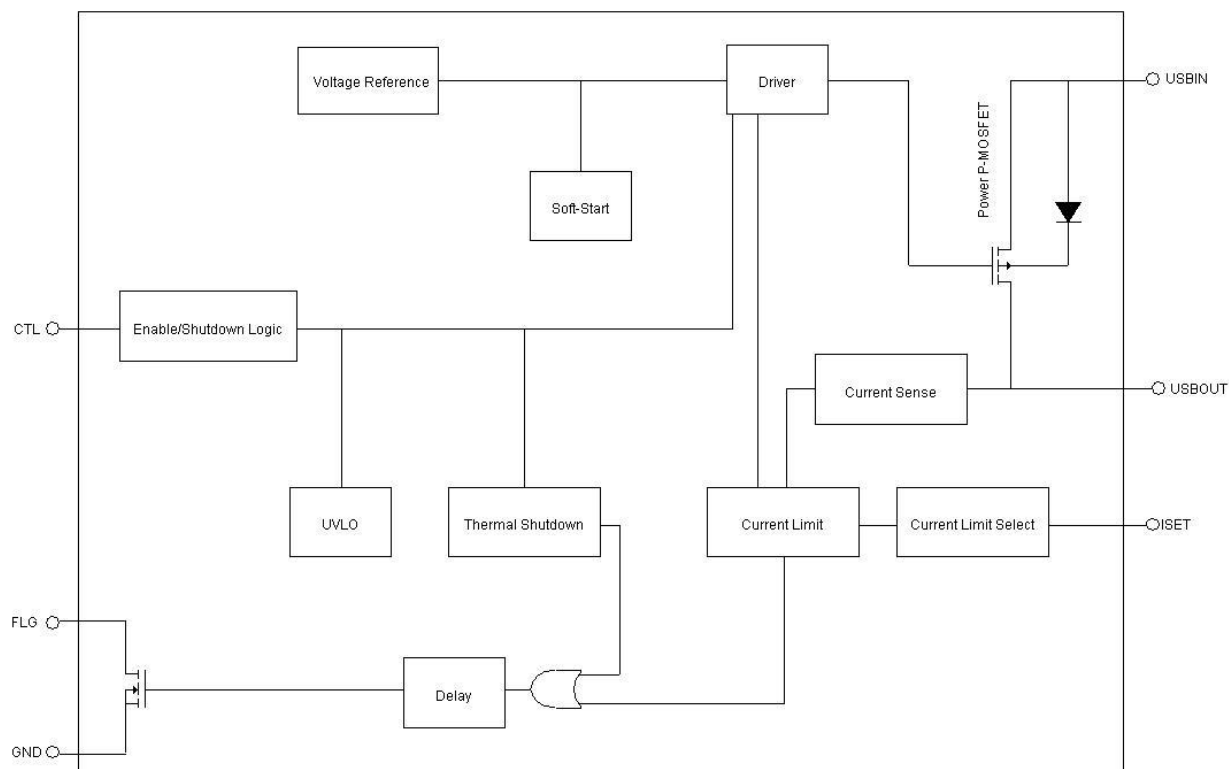 Voltage Reference
Driver
USBIN
Power P-MOSFET
Soft-Start
CTL
Enable/Shutdown Logic
Current Sense
USBOUT
UVLO
Thermal Shutdown
Current Limit
Current Limit Select
ISET
FLG
Delay
GND